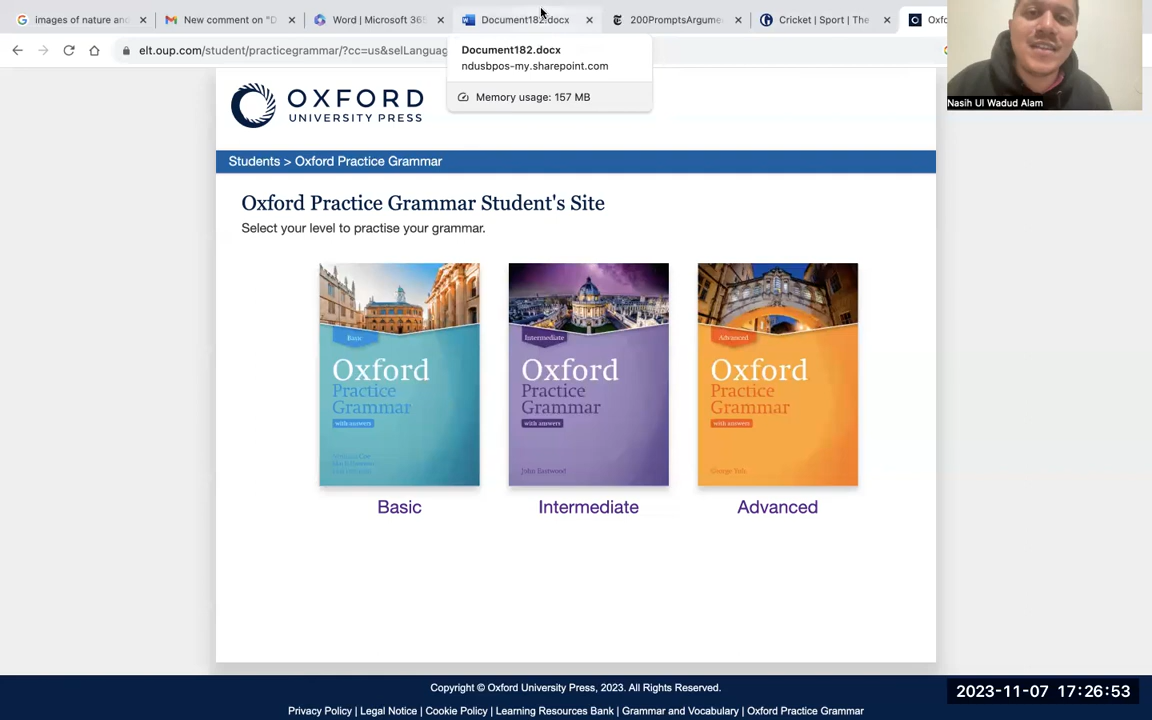 images of nature and
New comment on "D
Word | Microsoft 365
Document182.docx
200PromptsArgume
Cricket | Sport | The
Oxfo
elt.oup.com/student/practicegrammar/?cc=us&selLanguag
Document182.docx
ndusbpos-my.sharepoint.com
Memory usage: 157 MB
Nasih Ul Wadud Alam
OXFORD
UNIVERSITY PRESS
Students > Oxford Practice Grammar
Oxford Practice Grammar Student's Site
Select your level to practise your grammar.
Basic
Oxford
Practice
Grammar
with answers
Intermediate
Oxford
Practice
Grammar
with answers
John Eastwood
Advanced
Oxford
Practice
Grammar
with answers
George Yule
Basic
Intermediate
Advanced
Copyright © Oxford University Press, 2023. All Rights Reserved.
2023-11-07 17:26:53
Privacy Policy | Legal Notice | Cookie Policy | Learning Resources Bank | Grammar and Vocabulary | Oxford Practice Grammar